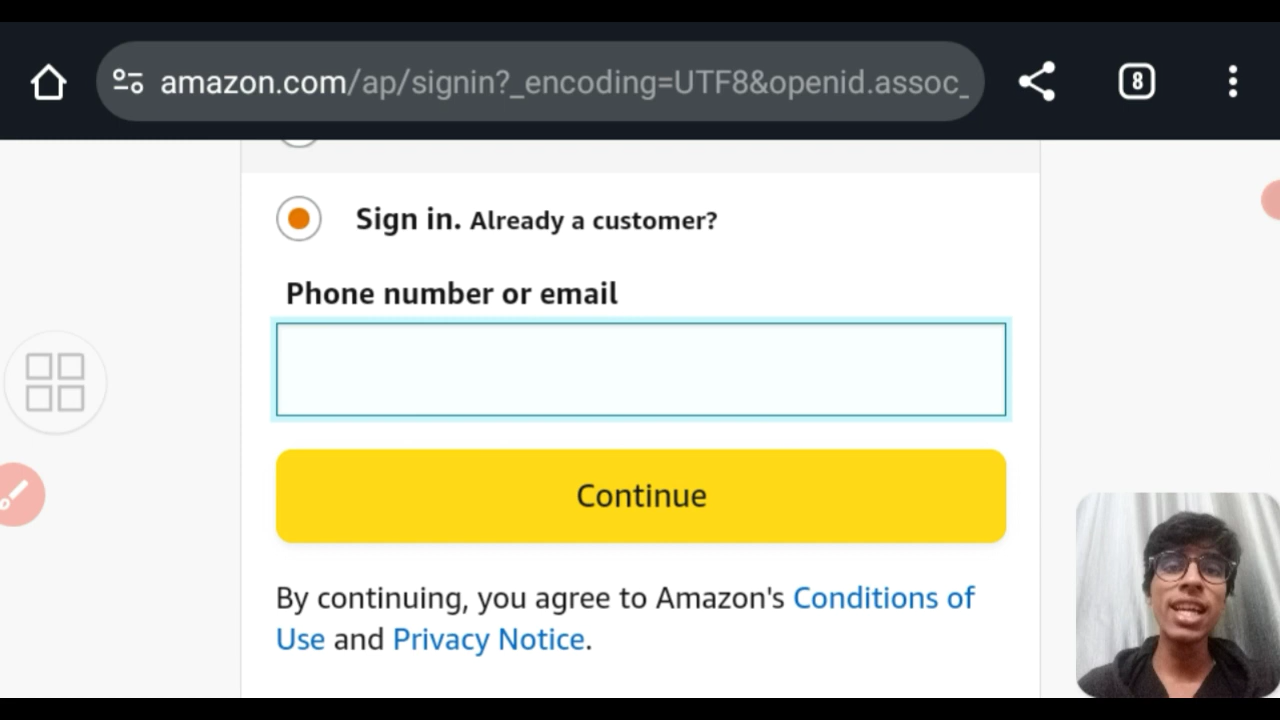 amazon.com/ap/signin?_encoding=UTF8&openid.assoc_
8
Sign in. Already a customer?
Phone number or email
Continue
By continuing, you agree to Amazon's Conditions of
Use and Privacy Notice.